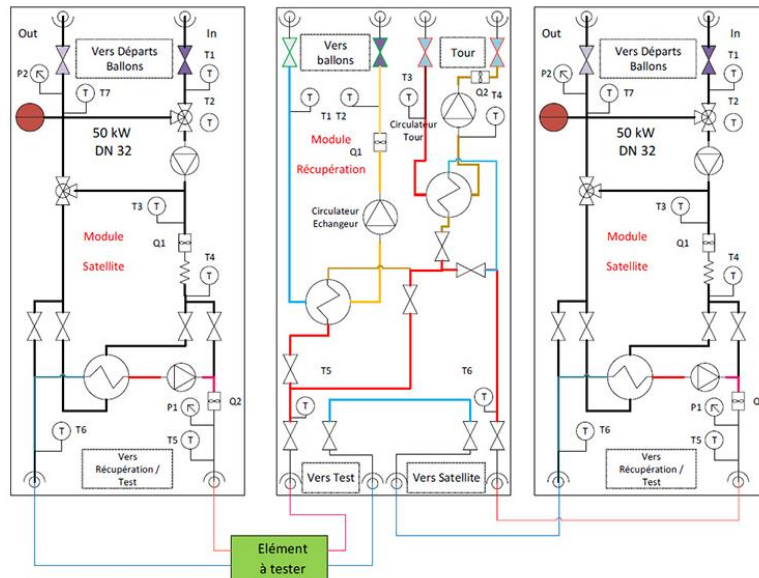 Out
In
Vers Départs
Ballons
T1
P2
T
T7
T
T2
T
50 kW
DN 32
T3
T
Q1
Module
Satellite
T4
T
Q2
P1
T
T6
T5
T
Vers
Récupération /
Test
Vers
ballons
Tour
T3
T
Q2
T4
T
T
T1
T
T2
Circulateur
Tour
Module
Récupération
Q1
Circulateur
Echangeur
T5
T6
T
T
Vers Test
Vers Satellite
Out
In
Vers Départs
Ballons
T1
P2
T
T7
T
T2
T
50 kW
DN 32
T3
T
Q1
Module
Satellite
T4
T
P1
T
T6
T5
T
Vers
Récupération /
Test
Elément
à tester